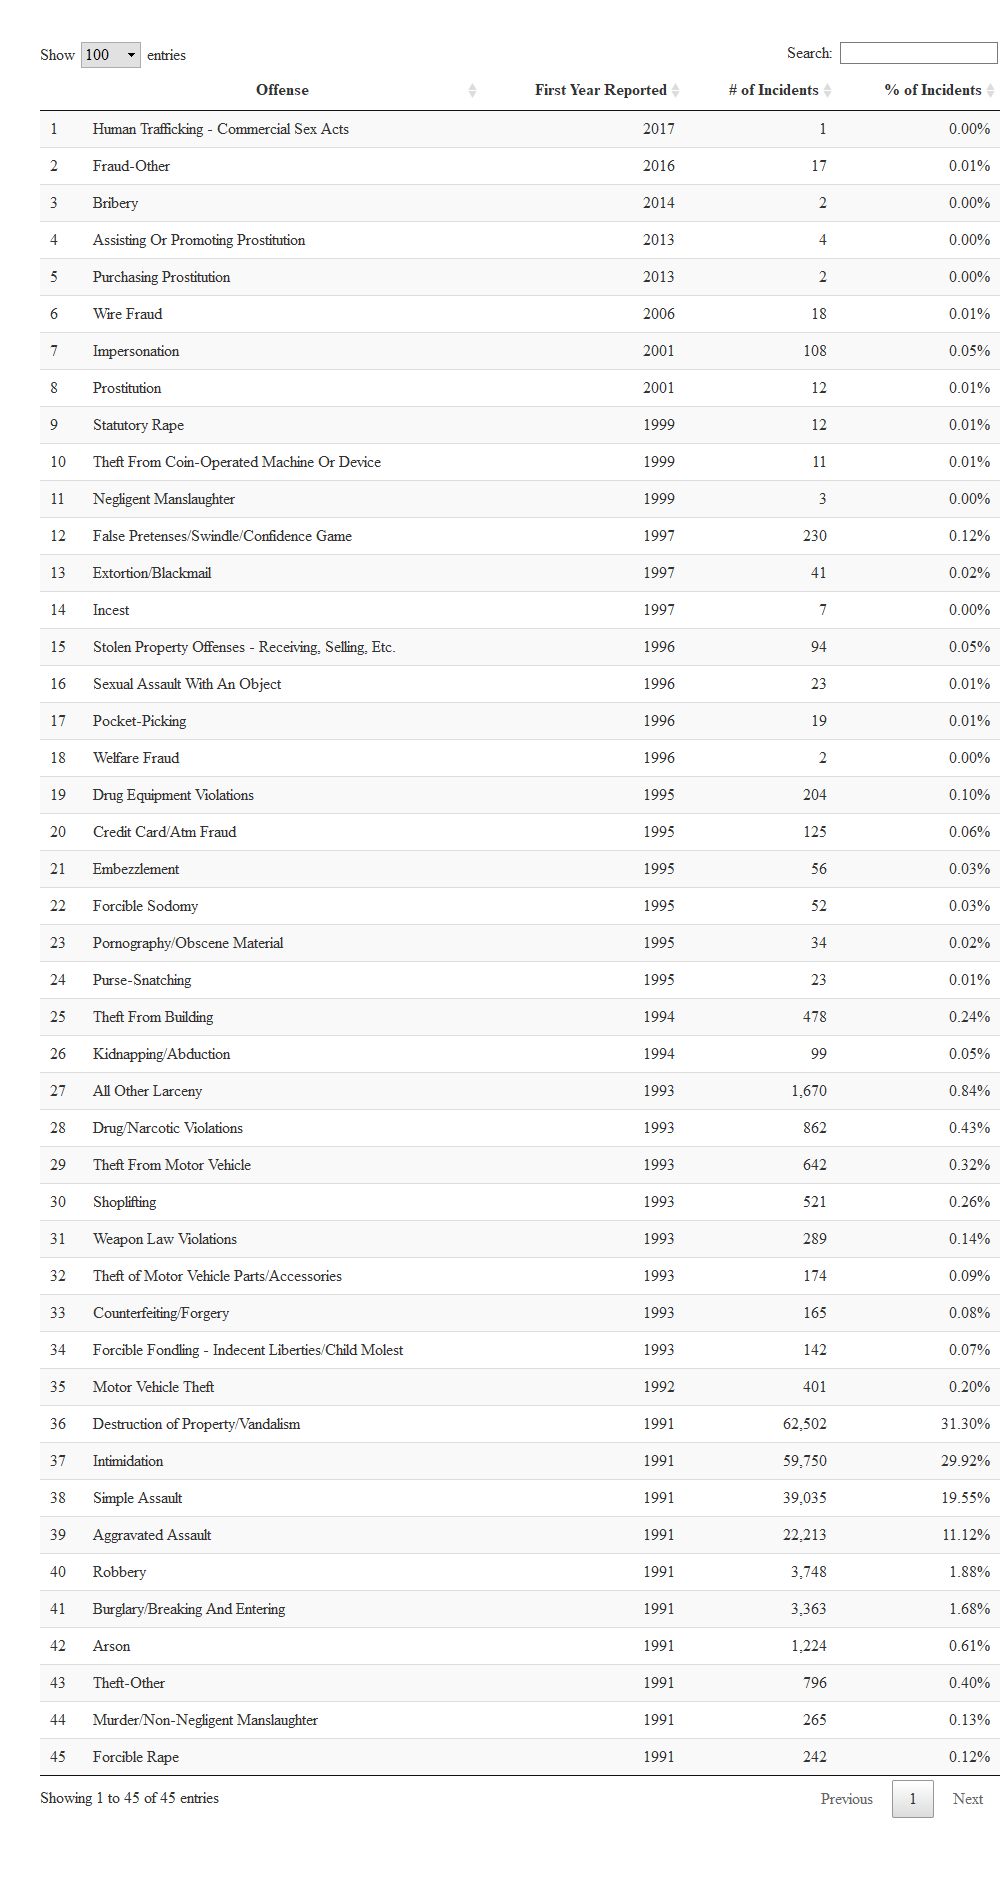 Show 100 entries Search:
Offense First Year Reported # of Incidents % of Incidents
1 Human Trafficking - Commercial Sex Acts 2017 1 0.00%
2 Fraud-Other 2016 17 0.01%
3 Bribery 2014 2 0.00%
4 Assisting Or Promoting Prostitution 2013 4 0.00%
5 Purchasing Prostitution 2013 2 0.00%
6 Wire Fraud 2006 18 0.01%
7 Impersonation 2001 108 0.05%
8 Prostitution 2001 12 0.01%
9 Statutory Rape 1999 12 0.01%
10 Theft From Coin-Operated Machine Or Device 1999 11 0.01%
11 Negligent Manslaughter 1999 3 0.00%
12 False Pretenses/Swindle/Confidence Game 1997 230 0.12%
13 Extortion/Blackmail 1997 41 0.02%
14 Incest 1997 7 0.00%
15 Stolen Property Offenses - Receiving, Selling, Etc. 1996 94 0.05%
16 Sexual Assault With An Object 1996 23 0.01%
17 Pocket-Picking 1996 19 0.01%
18 Welfare Fraud 1996 2 0.00%
19 Drug Equipment Violations 1995 204 0.10%
20 Credit Card/Atm Fraud 1995 125 0.06%
21 Embezzlement 1995 56 0.03%
22 Forcible Sodomy 1995 52 0.03%
23 Pornography/Obscene Material 1995 34 0.02%
24 Purse-Snatching 1995 23 0.01%
25 Theft From Building 1994 478 0.24%
26 Kidnapping/Abduction 1994 99 0.05%
27 All Other Larceny 1993 1,670 0.84%
28 Drug/Narcotic Violations 1993 862 0.43%
29 Theft From Motor Vehicle 1993 642 0.32%
30 Shoplifting 1993 521 0.26%
31 Weapon Law Violations 1993 289 0.14%
32 Theft of Motor Vehicle Parts/Accessories 1993 174 0.09%
33 Counterfeiting/Forgery 1993 165 0.08%
34 Forcible Fondling - Indecent Liberties/Child Molest 1993 142 0.07%
35 Motor Vehicle Theft 1992 401 0.20%
36 Destruction of Property/Vandalism 1991 62,502 31.30%
37 Intimidation 1991 59,750 29.92%
38 Simple Assault 1991 39,035 19.55%
39 Aggravated Assault 1991 22,213 11.12%
40 Robbery 1991 3,748 1.88%
41 Burglary/Breaking And Entering 1991 3,363 1.68%
42 Arson 1991 1,224 0.61%
43 Theft-Other 1991 796 0.40%
44 Murder/Non-Negligent Manslaughter 1991 265 0.13%
45 Forcible Rape 1991 242 0.12%
Showing 1 to 45 of 45 entries Previous 1 Next